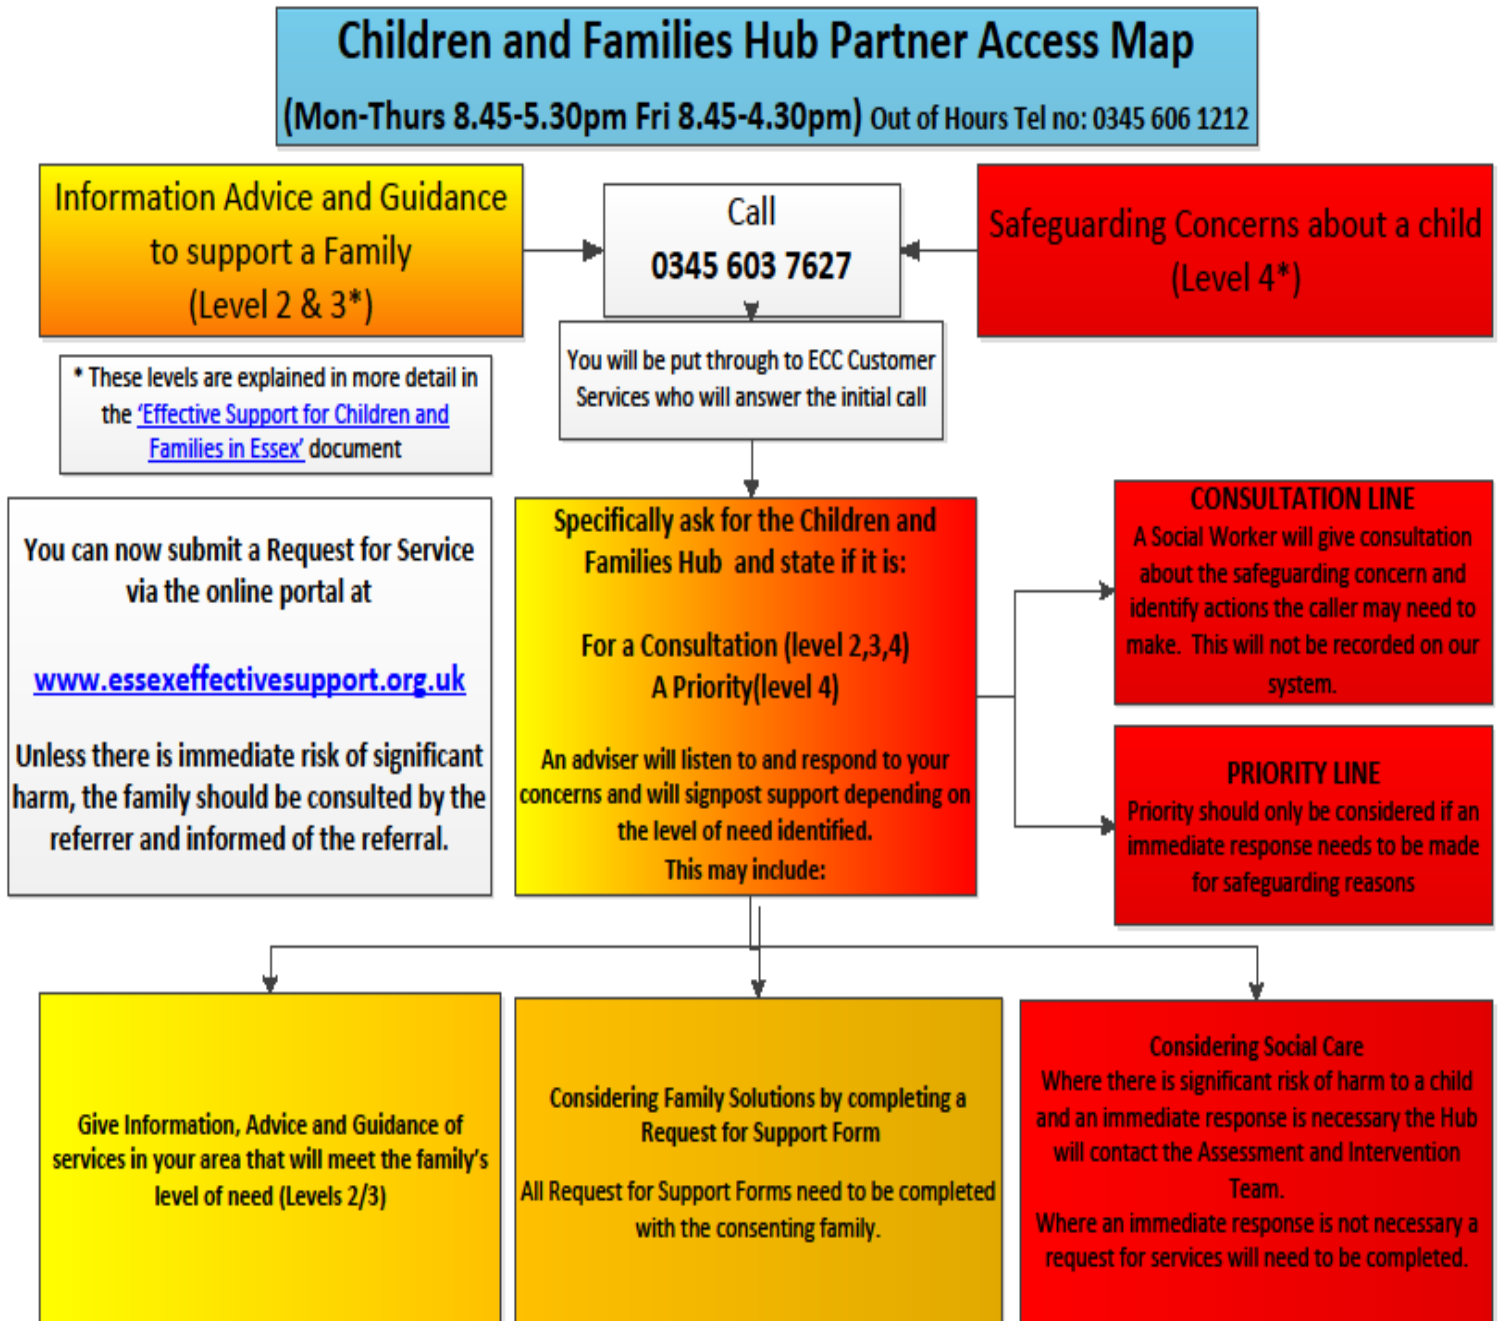 Children and Families Hub Partner Access Map
(Mon-Thurs 8.45-5.30pm Fri 8.45-4.30pm) Out of Hours Tel no: 0345 606 1212
Information Advice and Guidance
to support a Family
(Level 2 & 3*)
Call
0345 603 7627
Safeguarding Concerns about a child
(Level 4*)
* These levels are explained in more detail in
the 'Effective Support for Children and
Families in Essex' document
You will be put through to ECC Customer
Services who will answer the initial call
You can now submit a Request for Service
via the online portal at
www.essexeffectivesupport.org.uk
Unless there is immediate risk of significant
harm, the family should be consulted by the
referrer and informed of the referral.
Specifically ask for the Children and
Families Hub and state if it is:
For a Consultation (level 2,3,4)
A Priority(level 4)
An adviser will listen to and respond to your
concerns and will signpost support depending on
the level of need identified.
This may include:
CONSULTATION LINE
A Social Worker will give consultation
about the safeguarding concern and
identify actions the caller may need to
make. This will not be recorded on our
system.
PRIORITY LINE
Priority should only be considered if an
immediate response needs to be made
for safeguarding reasons
Give Information, Advice and Guidance of
services in your area that will meet the family's
level of need (Levels 2/3)
Considering Family Solutions by completing a
Request for Support Form
All Request for Support Forms need to be completed
with the consenting family.
Considering Social Care
Where there is significant risk of harm to a child
and an immediate response is necessary the Hub
will contact the Assessment and Intervention
Team.
Where an immediate response is not necessary a
request for services will need to be completed.